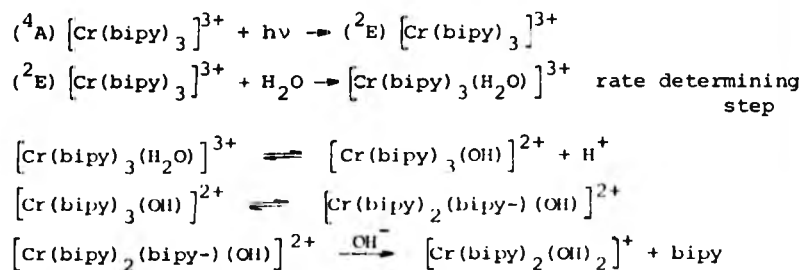 (⁴A) [Cr(bipy)₃]³⁺ + hν → (²E) [Cr(bipy)₃]³⁺
(²E) [Cr(bipy)₃]³⁺ + H₂O → [Cr(bipy)₃(H₂O)]³⁺ rate determining
step
[Cr(bipy)₃(H₂O)]³⁺ ⇌ [Cr(bipy)₃(OH)]²⁺ + H⁺
[Cr(bipy)₃(OH)]²⁺ ⇌ [Cr(bipy)₂(bipy-)(OH)]²⁺
[Cr(bipy)₂(bipy-)(OH)]²⁺ OH⁻→ [Cr(bipy)₂(OH)₂]⁺ + bipy